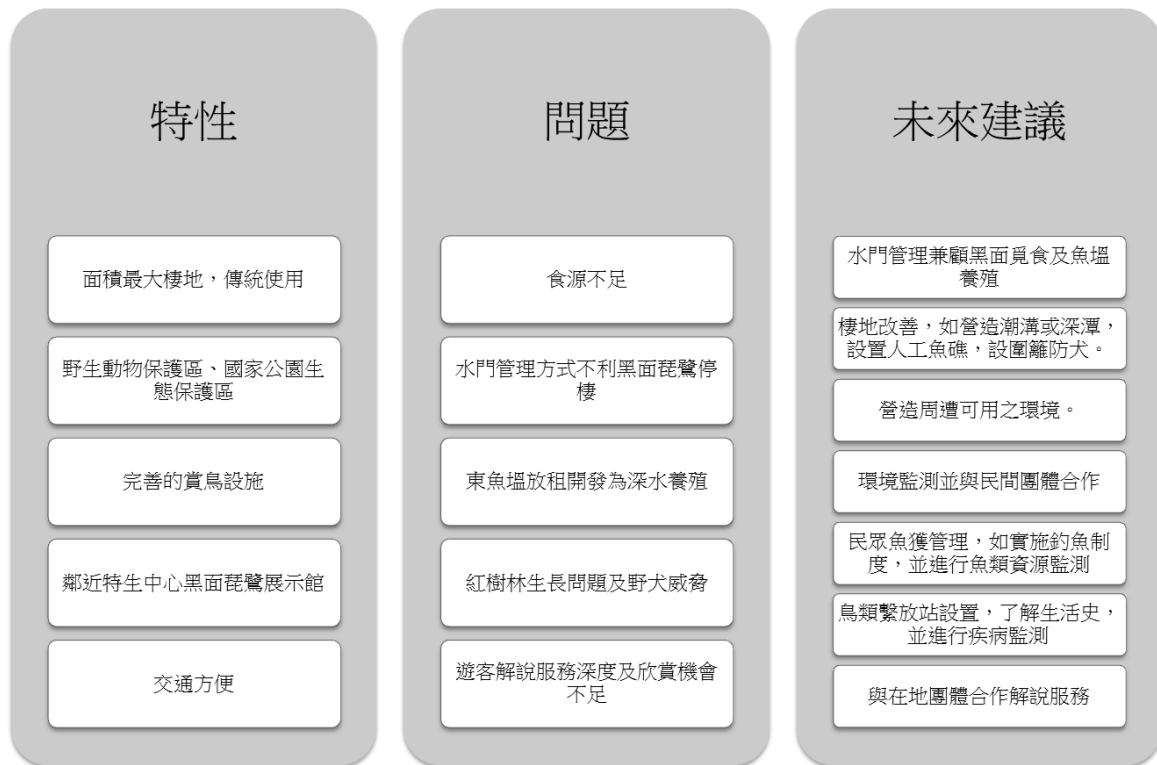 特性
面積最大棲地，傳統使用
野生動物保護區、國家公園生
態保護區
完善的賞鳥設施
鄰近特生中心黑面琵鷺展示館
交通方便
問題
食源不足
水門管理方式不利黑面琵鷺停
棲
東魚塭放租開發為深水養殖
紅樹林生長問題及野犬威脅
遊客解說服務深度及欣賞機會
不足
未來建議
水門管理兼顧黑面覓食及魚塭
養殖
棲地改善，如營造潮溝或深潭，
設置人工魚礁，設圍籬防犬。
營造周遭可用之環境。
環境監測並與民間團體合作
民眾魚獲管理，如實施釣魚制
度，並進行魚類資源監測
鳥類繫放站設置，了解生活史，
並進行疾病監測
與在地團體合作解說服務